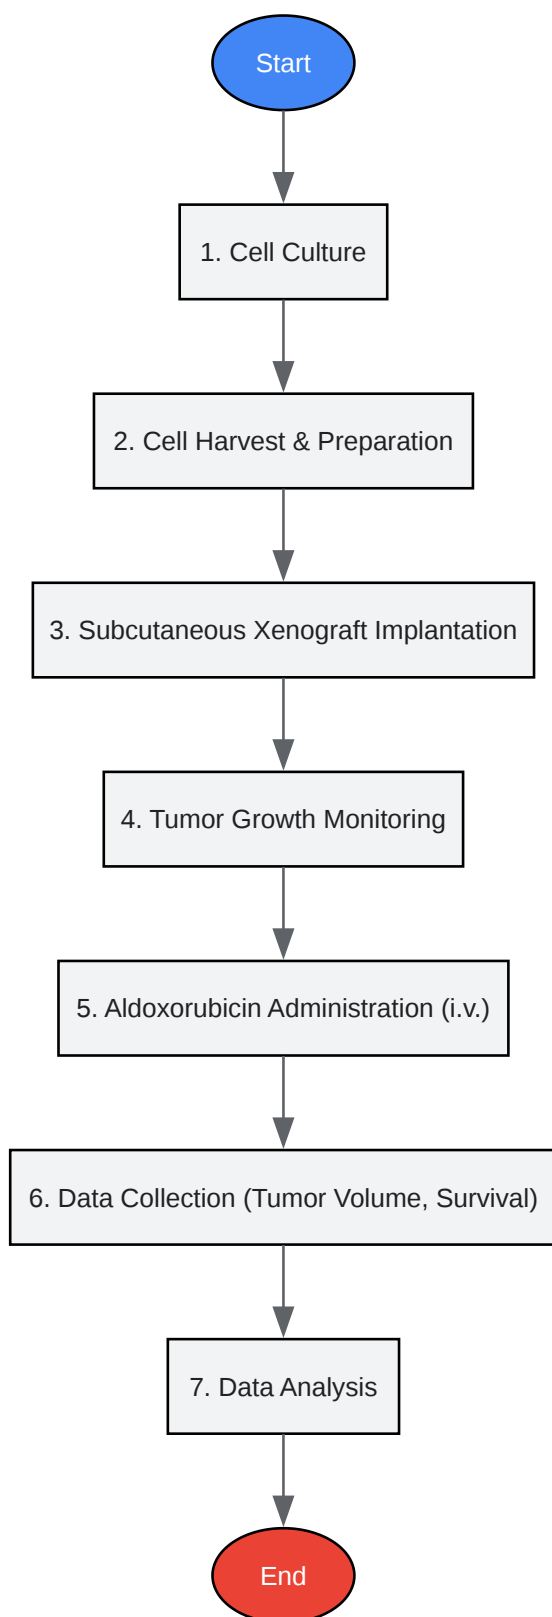 Start
1. Cell Culture
2. Cell Harvest & Preparation
3. Subcutaneous Xenograft Implantation
4. Tumor Growth Monitoring
5. Aldoxorubicin Administration (i.v.)
6. Data Collection (Tumor Volume, Survival)
7. Data Analysis
End